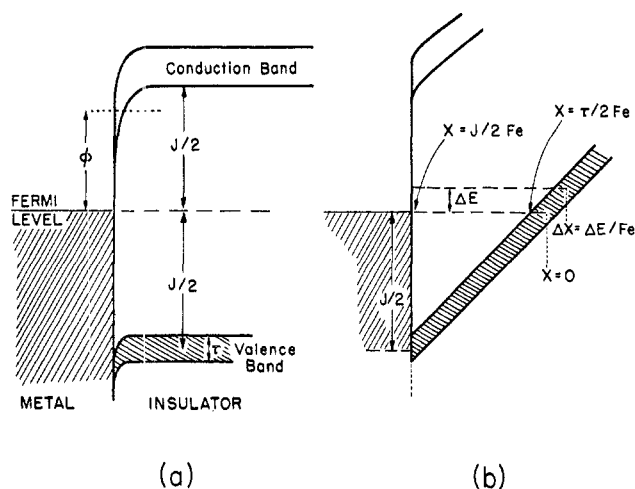 Conduction Band
ϕ
J/2
FERMI
LEVEL
J/2
τ
Valence
Band
METAL
INSULATOR
(a)
X = J/2 Fe
X = τ/2 Fe
ΔE
ΔX = ΔE/Fe
X = O
J/2
(b)